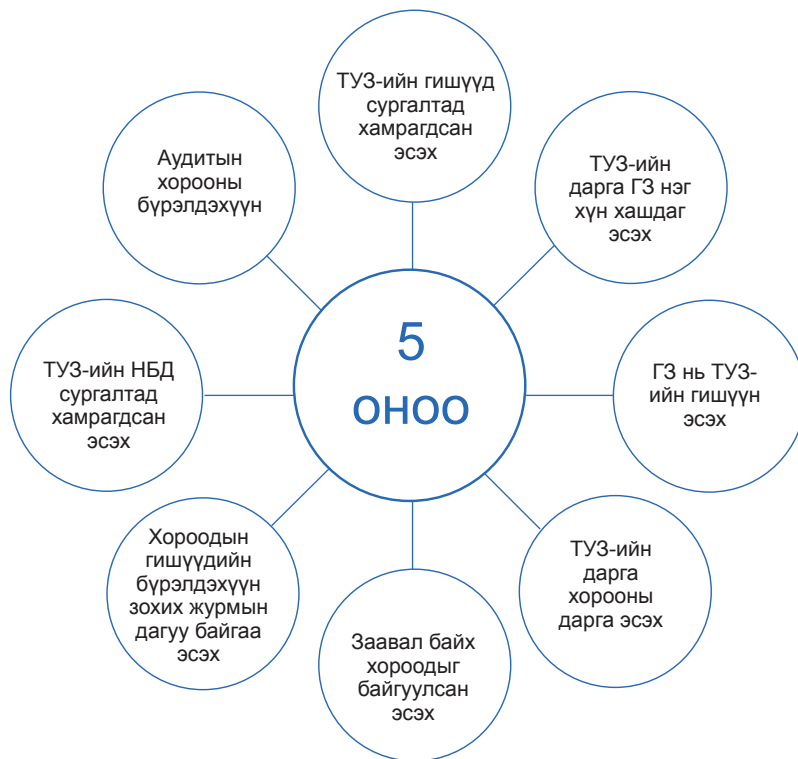 ТУЗ-ийн гишүүд
сургалтад
хамрагдсан
эсэх
ТУЗ-ийн
дарга ГЗ нэг
хүн хашдаг
эсэх
ГЗ нь ТУЗ-
ийн гишүүн
эсэх
ТУЗ-ийн
дарга
хорооны
дарга эсэх
Заавал байх
хороодыг
байгуулсан
эсэх
Хороодын
гишүүдийн
бүрэлдэхүүн
зохих журмын
дагуу байгаа
эсэх
ТУЗ-ийн НБД
сургалтад
хамрагдсан
эсэх
Аудитын
хорооны
бүрэлдэхүүн
5
оноо